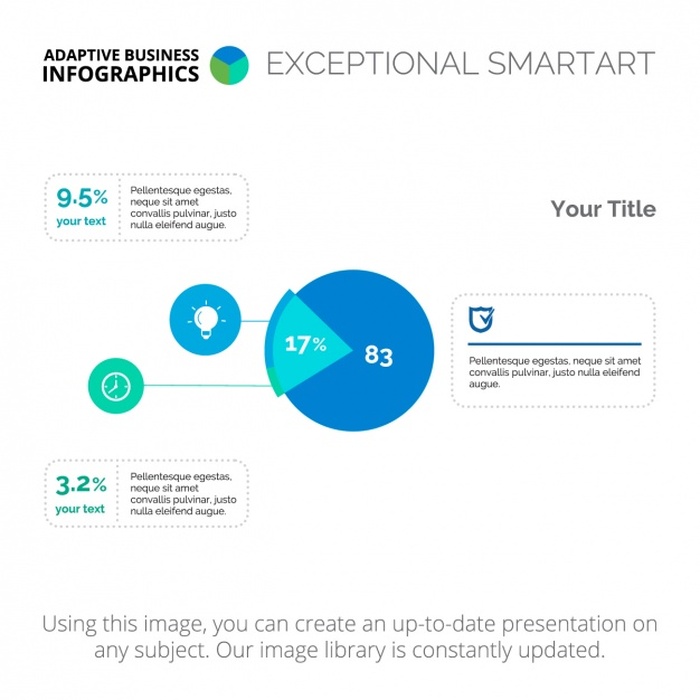 ADAPTIVE BUSINESS
INFOGRAPHICS
EXCEPTIONAL SMARTART
9.5%
your text
Pellentesque egestas,
neque sit amet
convallis pulvinar, justo
nulla eleifend augue.
Your Title
17%
83
Pellentesque egestas, neque sit amet
convallis pulvinar, justo nulla eleifend
augue.
3.2%
your text
Pellentesque egestas,
neque sit amet
convallis pulvinar, justo
nulla eleifend augue.
Using this image, you can create an up-to-date presentation on
any subject. Our image library is constantly updated.